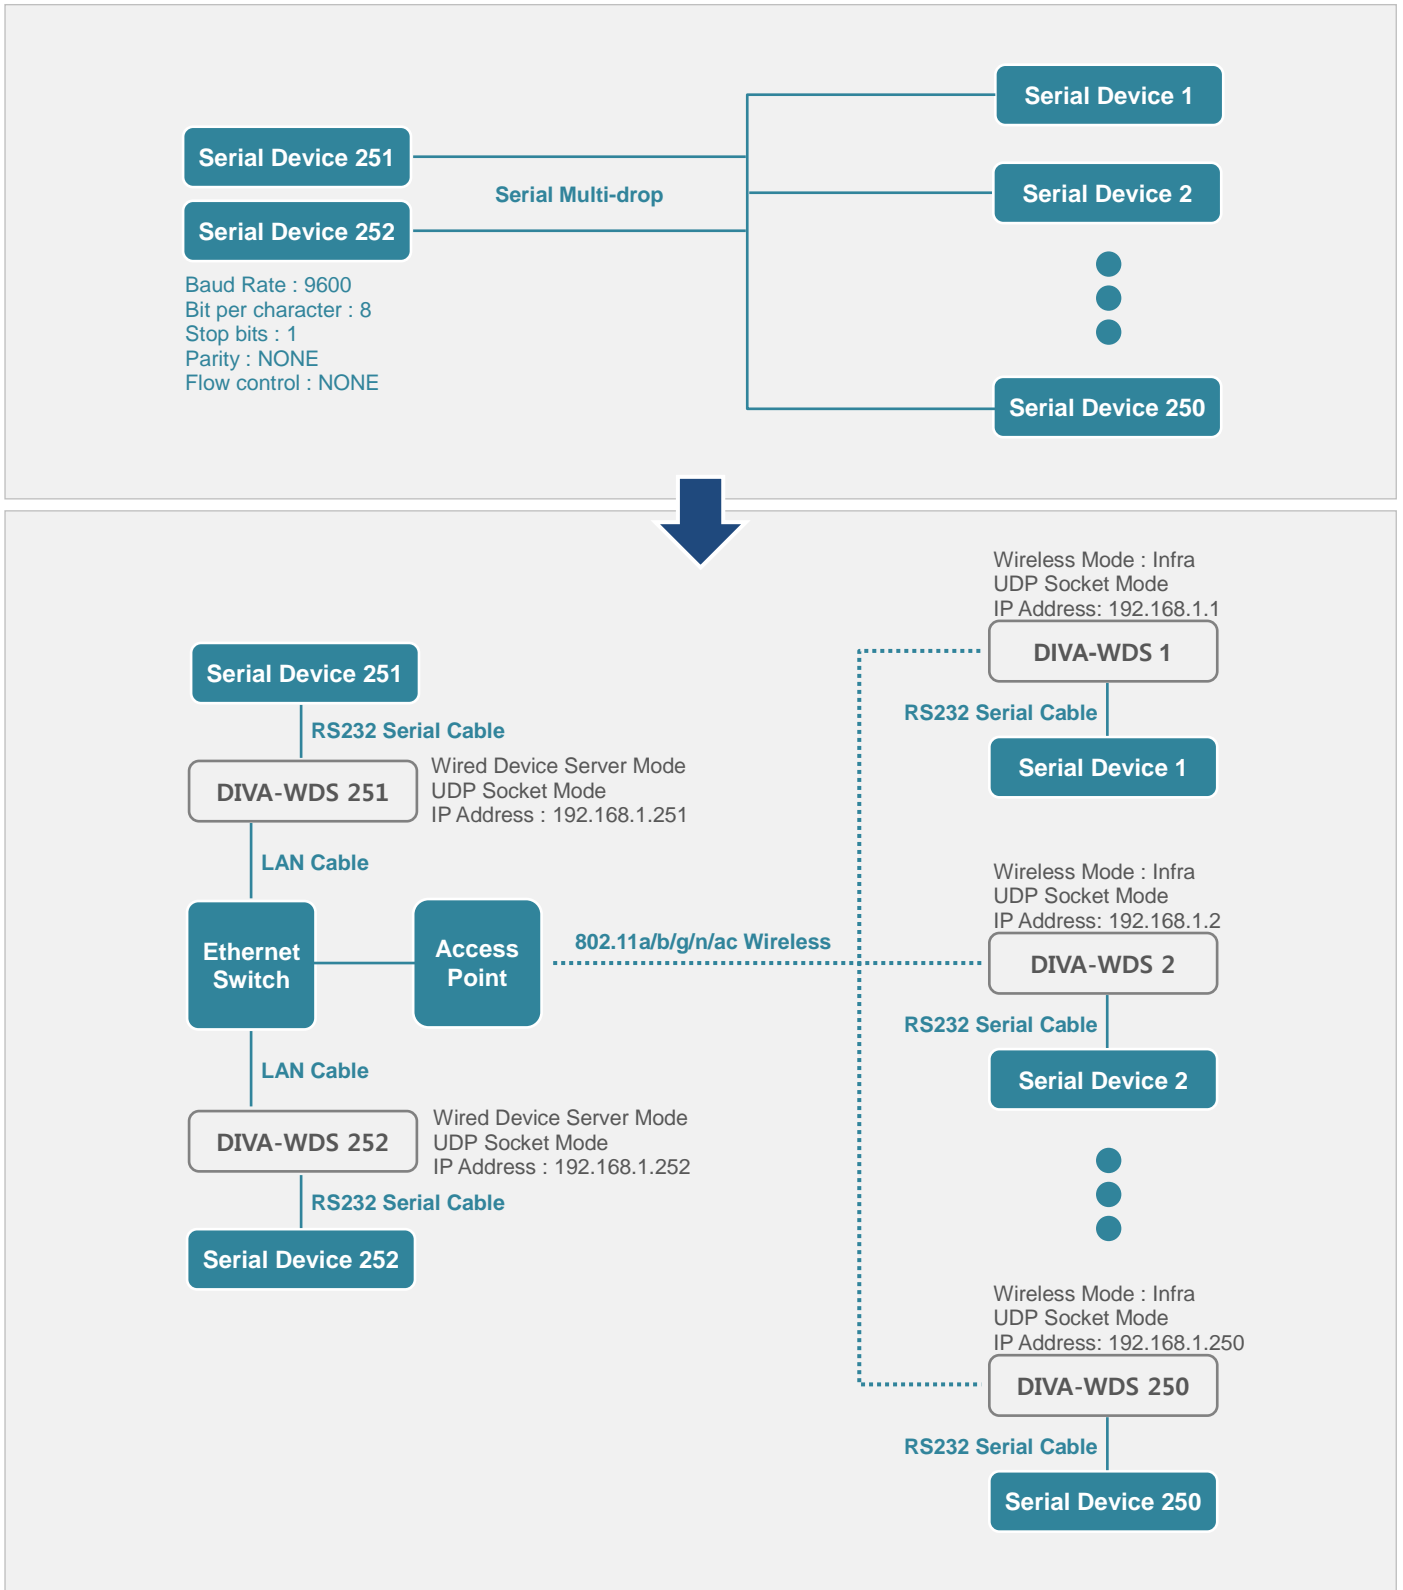 Serial Device 1
Serial Device 251
Serial Multi-drop
Serial Device 2
Serial Device 252
Baud Rate : 9600
Bit per character : 8
Stop bits : 1
Parity : NONE
Flow control : NONE
Serial Device 250
Wireless Mode : Infra
UDP Socket Mode
IP Address: 192.168.1.1
DIVA-WDS 1
RS232 Serial Cable
Serial Device 1
Serial Device 251
RS232 Serial Cable
DIVA-WDS 251
Wired Device Server Mode
UDP Socket Mode
IP Address : 192.168.1.251
LAN Cable
Ethernet
Switch
Access
Point
802.11a/b/g/n/ac Wireless
Wireless Mode : Infra
UDP Socket Mode
IP Address: 192.168.1.2
DIVA-WDS 2
RS232 Serial Cable
Serial Device 2
LAN Cable
DIVA-WDS 252
Wired Device Server Mode
UDP Socket Mode
IP Address : 192.168.1.252
RS232 Serial Cable
Serial Device 252
Wireless Mode : Infra
UDP Socket Mode
IP Address: 192.168.1.250
DIVA-WDS 250
RS232 Serial Cable
Serial Device 250